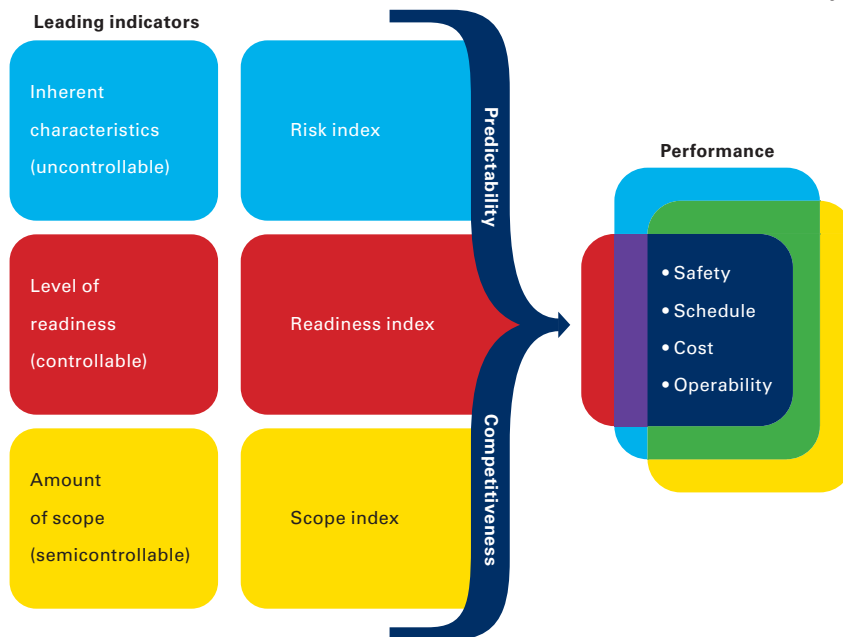 Leading indicators
Inherent
characteristics
(uncontrollable)
Risk index
Level of
readiness
(controllable)
Readiness index
Amount
of scope
(semicontrollable)
Scope index
Predictability
Competitiveness
Performance
• Safety
• Schedule
• Cost
• Operability